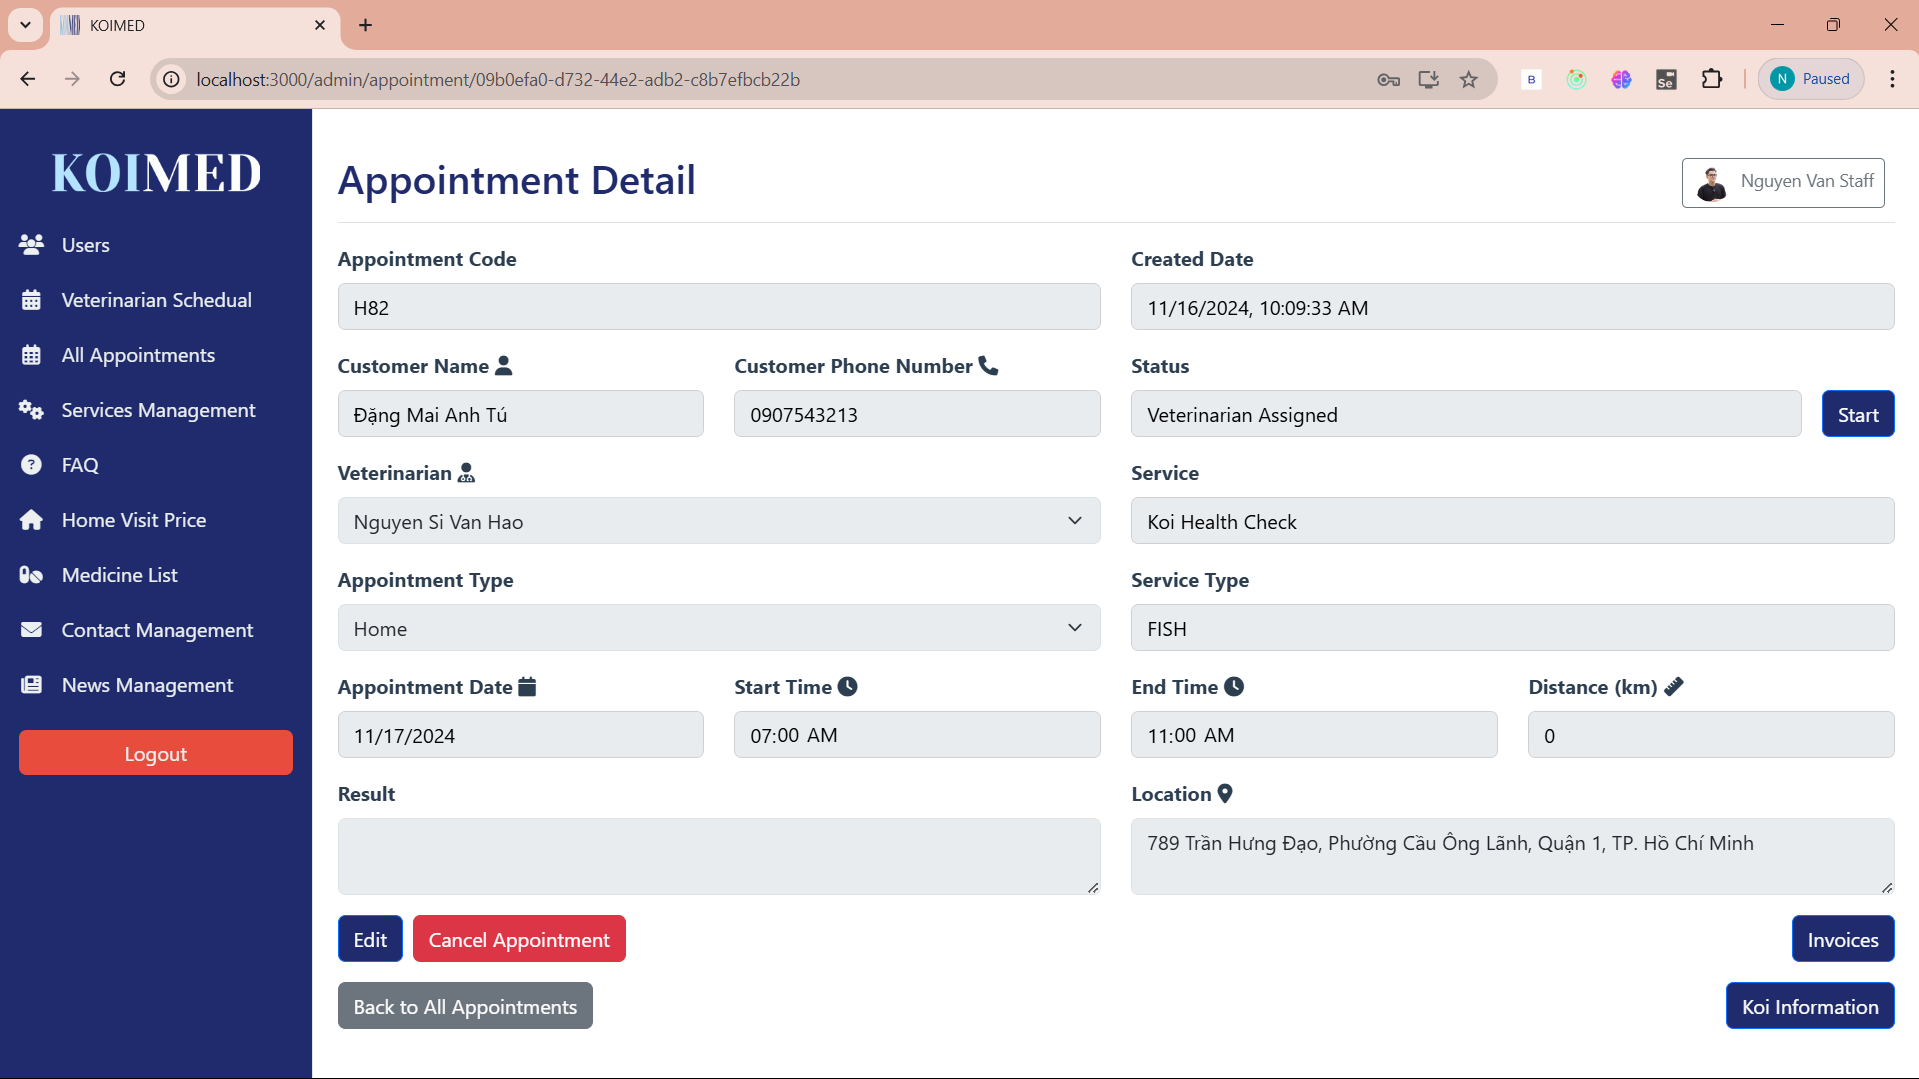 KOIMED
localhost:3000/admin/appointment/09b0efa0-d732-44e2-adb2-c8b7efbcb22b
B
Se
N Paused
KOIMED
Users
Veterinarian Schedual
All Appointments
Services Management
FAQ
Home Visit Price
Medicine List
Contact Management
News Management
Logout
Appointment Detail
Nguyen Van Staff
Appointment Code
H82
Created Date
11/16/2024, 10:09:33 AM
Customer Name
Đặng Mai Anh Tú
Customer Phone Number
0907543213
Status
Veterinarian Assigned
Start
Veterinarian
Nguyen Si Van Hao
Service
Koi Health Check
Appointment Type
Home
Service Type
FISH
Appointment Date
11/17/2024
Start Time
07:00 AM
End Time
11:00 AM
Distance (km)
0
Result
Location
789 Trần Hưng Đạo, Phường Cầu Ông Lãnh, Quận 1, TP. Hồ Chí Minh
Edit
Cancel Appointment
Invoices
Back to All Appointments
Koi Information